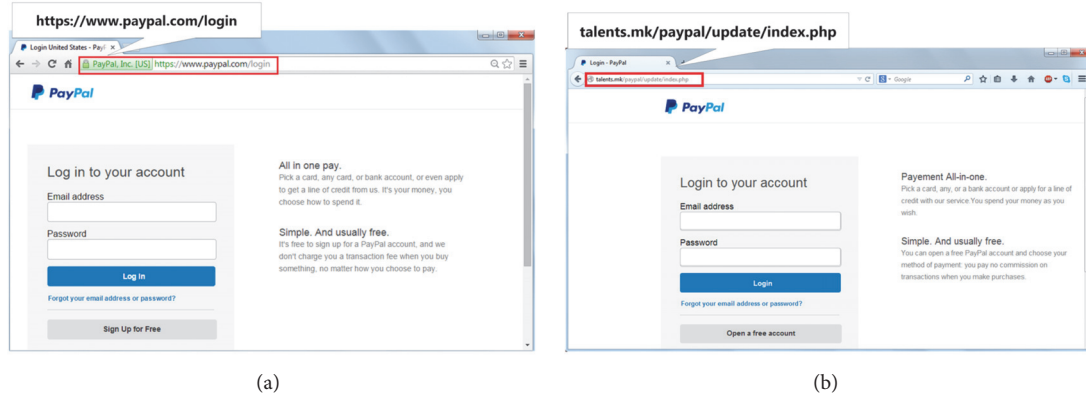 https://www.paypal.com/login
Login United States - Payl
PayPal, Inc. [US] https://www.paypal.com/login
PayPal
Log in to your account
Email address
Password
Log In
Forgot your email address or password?
Sign Up for Free
All in one pay.
Pick a card, any card, or bank account, or even apply
to get a line of credit from us. It's your money, you
choose how to spend it.
Simple. And usually free.
It's free to sign up for a PayPal account, and we
don't charge you a transaction fee when you buy
something, no matter how you choose to pay.
(a)
talents.mk/paypal/update/index.php
Login - PayPal
talents.mk/paypal/update/index.php
Google
PayPal
Login to your account
Email address
Password
Login
Forgot your email address or password?
Open a free account
Payement All-in-one.
Pick a card, any, or a bank account or apply for a line of
credit with our service.You spend your money as you
wish.
Simple. And usually free.
You can open a free PayPal account and choose your
method of payment: you pay no commission on
transactions when you make purchases.
(b)